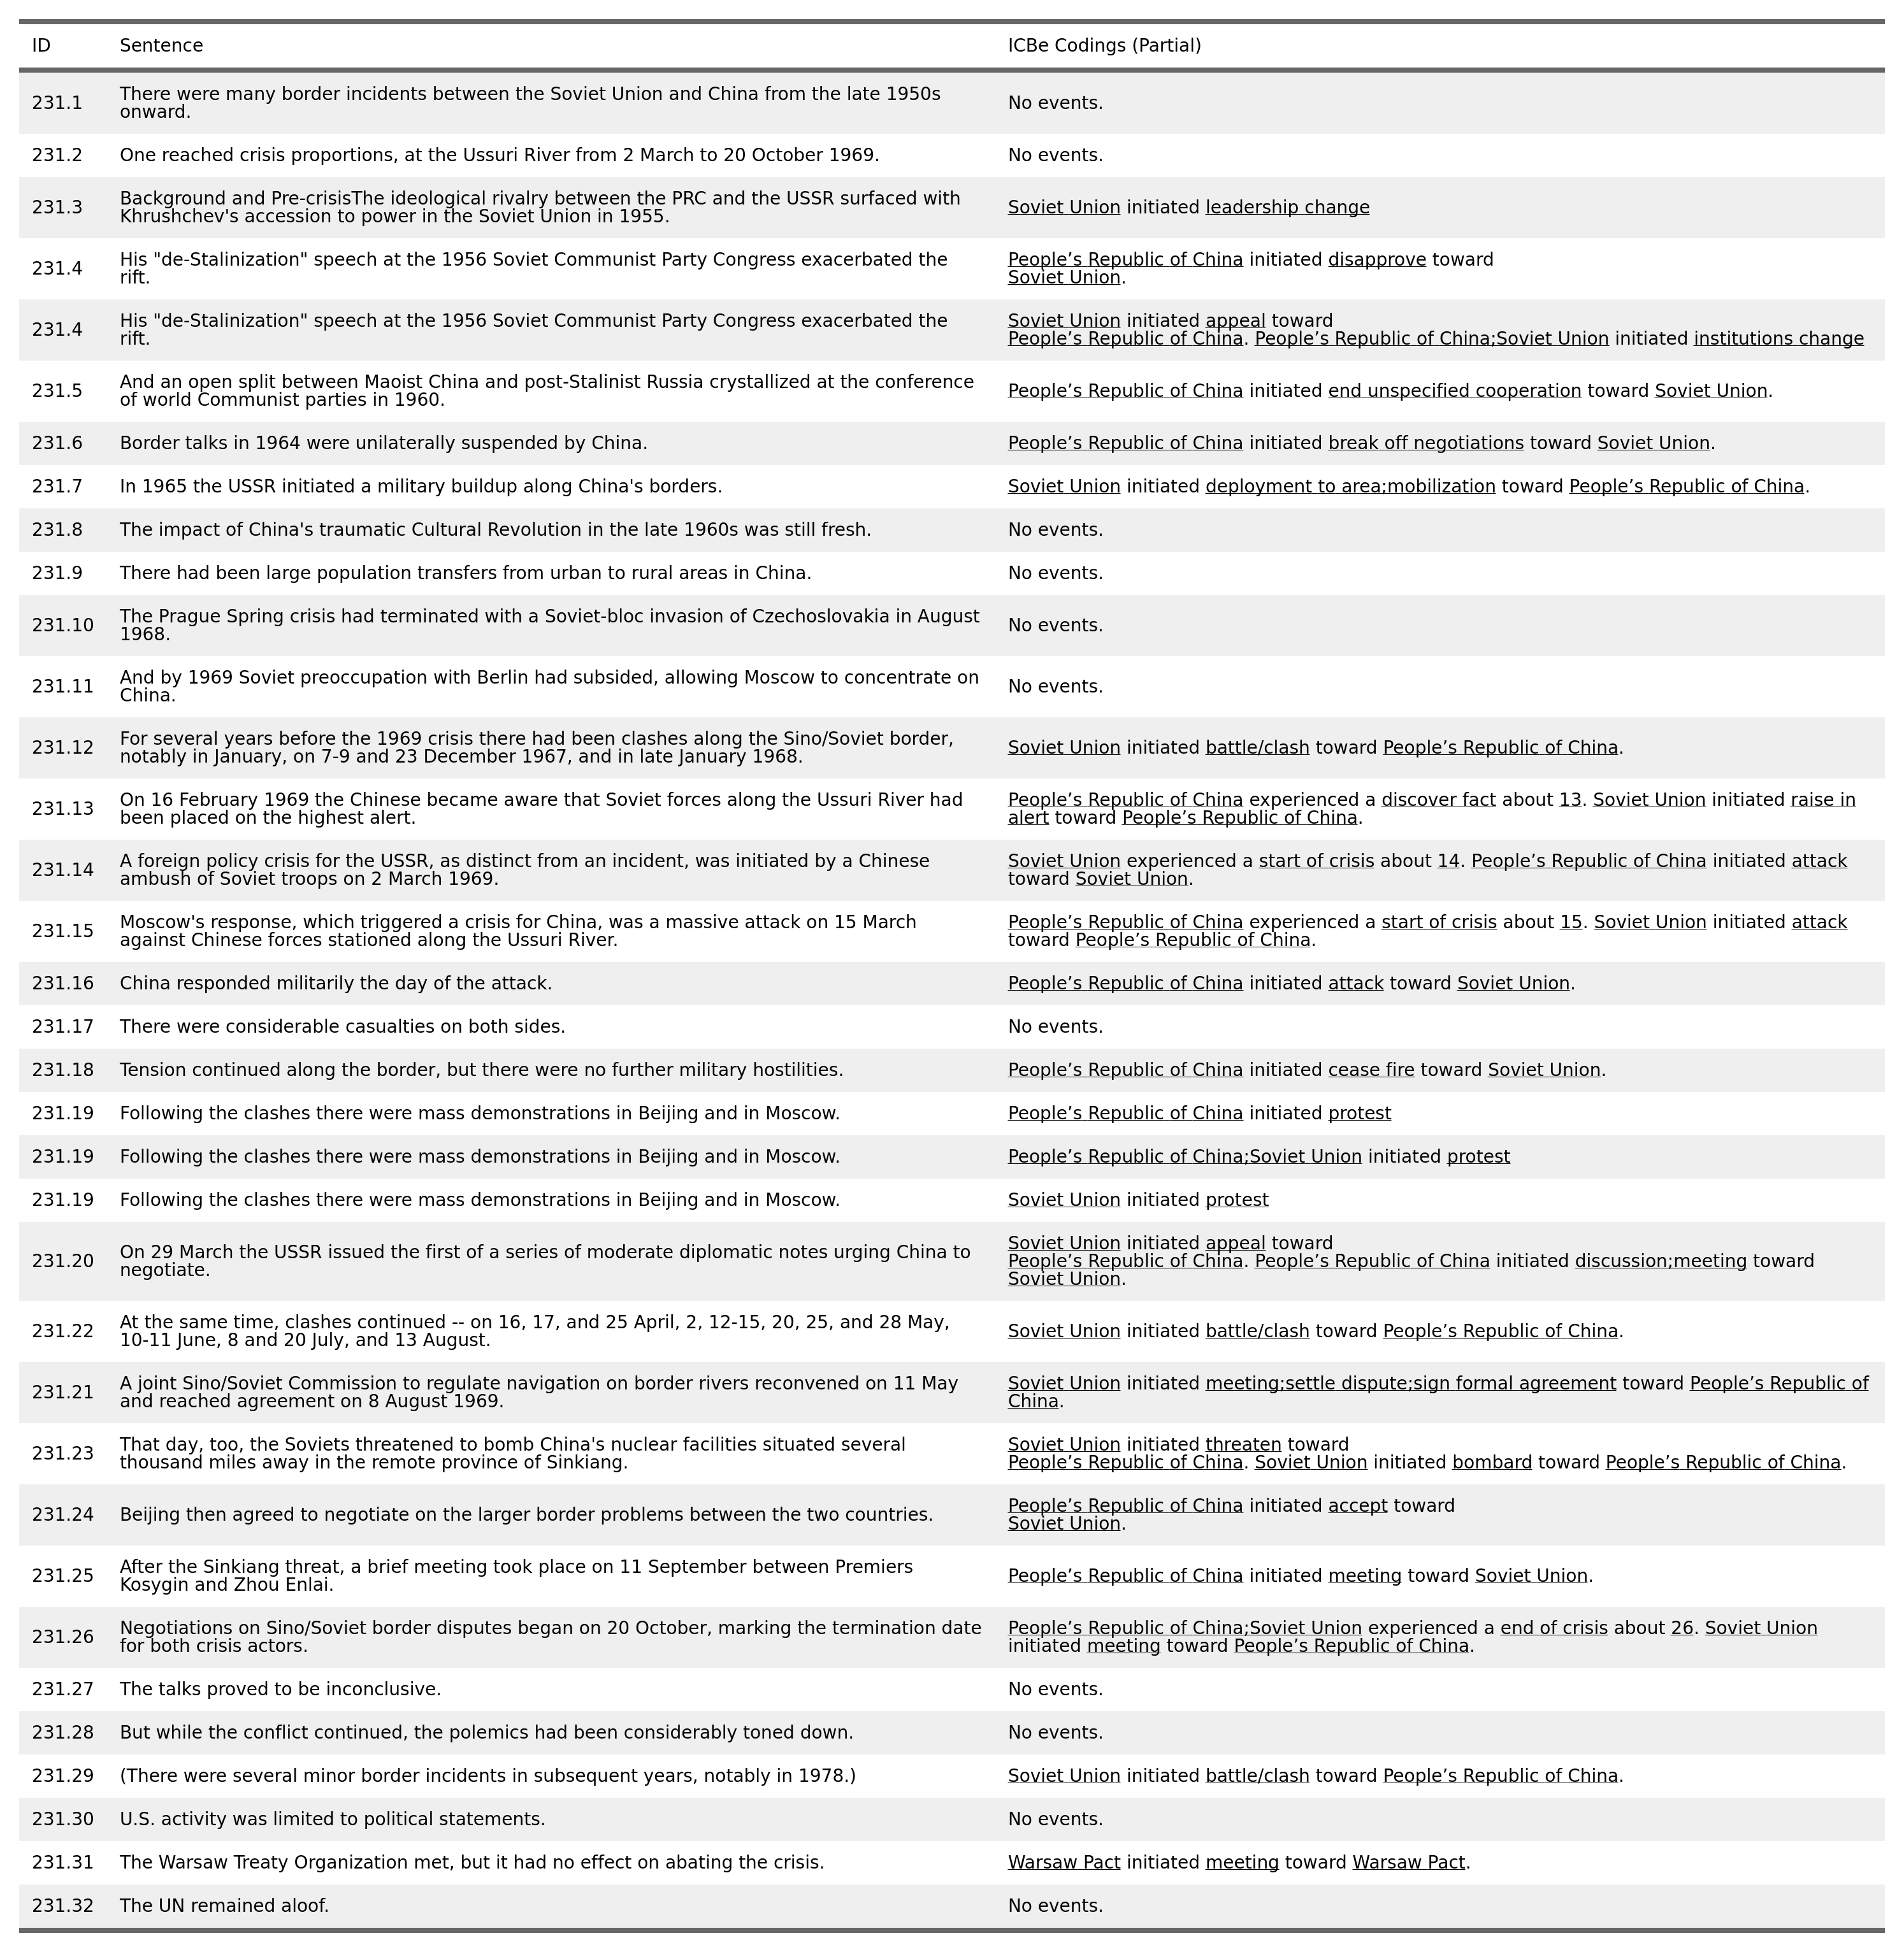 ID Sentence ICBe Codings (Partial)
231.1 There were many border incidents between the Soviet Union and China from the late 1950s
onward. No events.
231.2 One reached crisis proportions, at the Ussuri River from 2 March to 20 October 1969. No events.
231.3 Background and Pre-crisisThe ideological rivalry between the PRC and the USSR surfaced with
Khrushchev's accession to power in the Soviet Union in 1955. Soviet Union initiated leadership change
231.4 His "de-Stalinization" speech at the 1956 Soviet Communist Party Congress exacerbated the
rift. People’s Republic of China initiated disapprove toward
Soviet Union.
231.4 His "de-Stalinization" speech at the 1956 Soviet Communist Party Congress exacerbated the
rift. Soviet Union initiated appeal toward
People’s Republic of China. People’s Republic of China;Soviet Union initiated institutions change
231.5 And an open split between Maoist China and post-Stalinist Russia crystallized at the conference
of world Communist parties in 1960. People’s Republic of China initiated end unspecified cooperation toward Soviet Union.
231.6 Border talks in 1964 were unilaterally suspended by China. People’s Republic of China initiated break off negotiations toward Soviet Union.
231.7 In 1965 the USSR initiated a military buildup along China's borders. Soviet Union initiated deployment to area;mobilization toward People’s Republic of China.
231.8 The impact of China's traumatic Cultural Revolution in the late 1960s was still fresh. No events.
231.9 There had been large population transfers from urban to rural areas in China. No events.
231.10 The Prague Spring crisis had terminated with a Soviet-bloc invasion of Czechoslovakia in August
1968. No events.
231.11 And by 1969 Soviet preoccupation with Berlin had subsided, allowing Moscow to concentrate on
China. No events.
231.12 For several years before the 1969 crisis there had been clashes along the Sino/Soviet border,
notably in January, on 7-9 and 23 December 1967, and in late January 1968. Soviet Union initiated battle/clash toward People’s Republic of China.
231.13 On 16 February 1969 the Chinese became aware that Soviet forces along the Ussuri River had
been placed on the highest alert. People’s Republic of China experienced a discover fact about 13. Soviet Union initiated raise in
alert toward People’s Republic of China.
231.14 A foreign policy crisis for the USSR, as distinct from an incident, was initiated by a Chinese
ambush of Soviet troops on 2 March 1969. Soviet Union experienced a start of crisis about 14. People’s Republic of China initiated attack
toward Soviet Union.
231.15 Moscow's response, which triggered a crisis for China, was a massive attack on 15 March
against Chinese forces stationed along the Ussuri River. People’s Republic of China experienced a start of crisis about 15. Soviet Union initiated attack
toward People’s Republic of China.
231.16 China responded militarily the day of the attack. People’s Republic of China initiated attack toward Soviet Union.
231.17 There were considerable casualties on both sides. No events.
231.18 Tension continued along the border, but there were no further military hostilities. People’s Republic of China initiated cease fire toward Soviet Union.
231.19 Following the clashes there were mass demonstrations in Beijing and in Moscow. People’s Republic of China initiated protest
231.19 Following the clashes there were mass demonstrations in Beijing and in Moscow. People’s Republic of China;Soviet Union initiated protest
231.19 Following the clashes there were mass demonstrations in Beijing and in Moscow. Soviet Union initiated protest
231.20 On 29 March the USSR issued the first of a series of moderate diplomatic notes urging China to
negotiate. Soviet Union initiated appeal toward
People’s Republic of China. People’s Republic of China initiated discussion;meeting toward
Soviet Union.
231.22 At the same time, clashes continued -- on 16, 17, and 25 April, 2, 12-15, 20, 25, and 28 May,
10-11 June, 8 and 20 July, and 13 August. Soviet Union initiated battle/clash toward People’s Republic of China.
231.21 A joint Sino/Soviet Commission to regulate navigation on border rivers reconvened on 11 May
and reached agreement on 8 August 1969. Soviet Union initiated meeting;settle dispute;sign formal agreement toward People’s Republic of
China.
231.23 That day, too, the Soviets threatened to bomb China's nuclear facilities situated several
thousand miles away in the remote province of Sinkiang. Soviet Union initiated threaten toward
People’s Republic of China. Soviet Union initiated bombard toward People’s Republic of China.
231.24 Beijing then agreed to negotiate on the larger border problems between the two countries. People’s Republic of China initiated accept toward
Soviet Union.
231.25 After the Sinkiang threat, a brief meeting took place on 11 September between Premiers
Kosygin and Zhou Enlai. People’s Republic of China initiated meeting toward Soviet Union.
231.26 Negotiations on Sino/Soviet border disputes began on 20 October, marking the termination date
for both crisis actors. People’s Republic of China;Soviet Union experienced a end of crisis about 26. Soviet Union
initiated meeting toward People’s Republic of China.
231.27 The talks proved to be inconclusive. No events.
231.28 But while the conflict continued, the polemics had been considerably toned down. No events.
231.29 (There were several minor border incidents in subsequent years, notably in 1978.) Soviet Union initiated battle/clash toward People’s Republic of China.
231.30 U.S. activity was limited to political statements. No events.
231.31 The Warsaw Treaty Organization met, but it had no effect on abating the crisis. Warsaw Pact initiated meeting toward Warsaw Pact.
231.32 The UN remained aloof. No events.